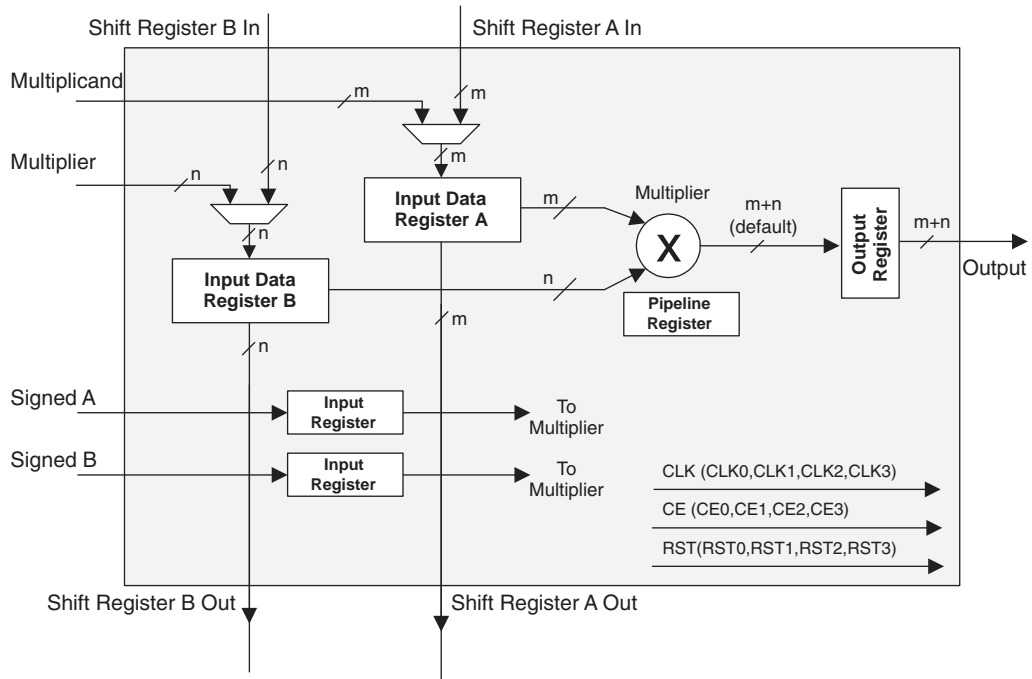 Shift Register B In
Shift Register A In
Multiplicand
m
m
Multiplier
n
n
m
Input Data
Register A
m
Multiplier
m+n
(default)
Output
Register
m+n
Output
n
Input Data
Register B
n
X
Pipeline
Register
m
n
Signed A
Input
Register
To
Multiplier
Signed B
Input
Register
To
Multiplier
CLK (CLK0,CLK1,CLK2,CLK3)
CE (CE0,CE1,CE2,CE3)
RST(RST0,RST1,RST2,RST3)
Shift Register B Out
Shift Register A Out